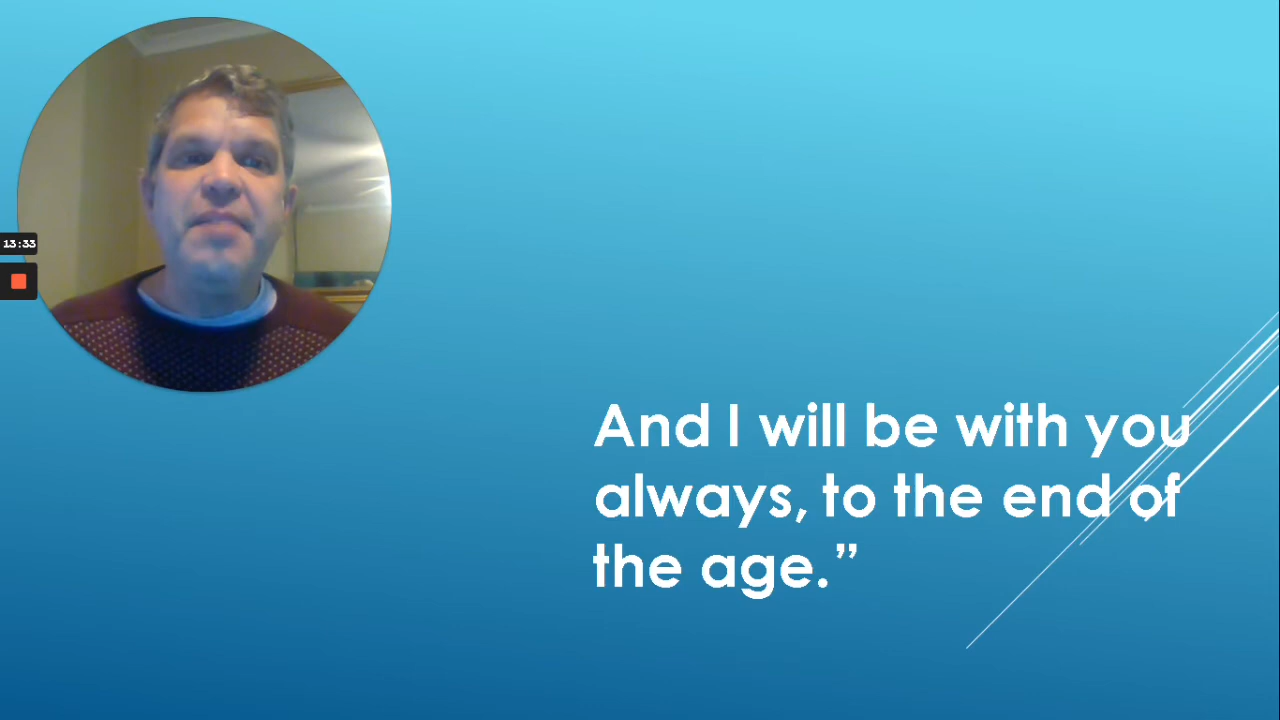 13:33
And I will be with you
always, to the end of
the age.”